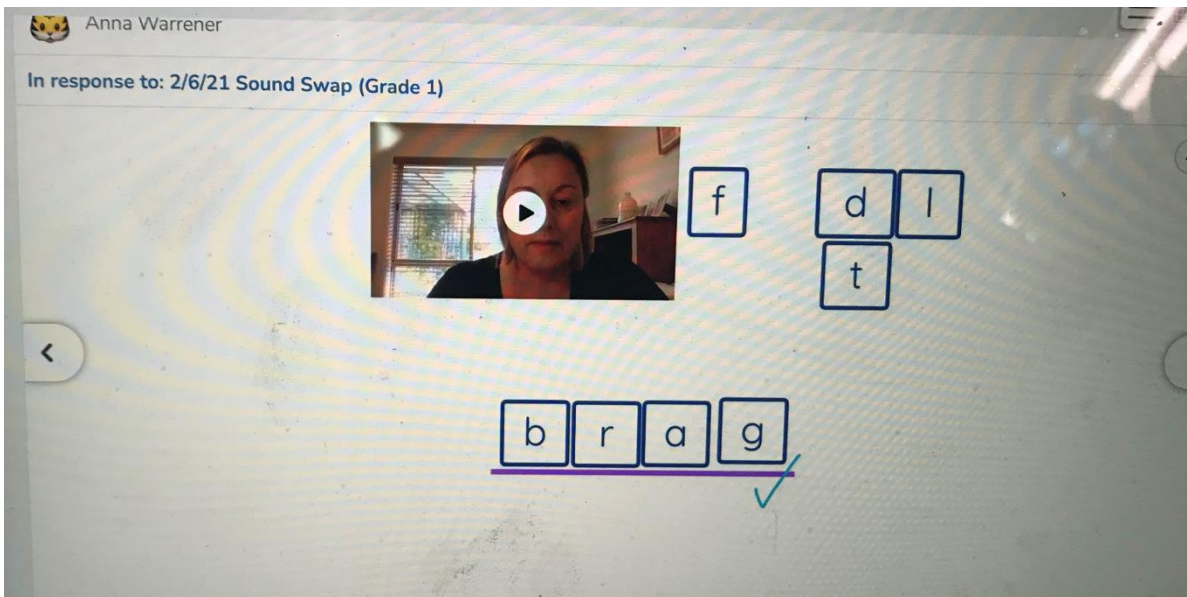 Anna Warrener
In response to: 2/6/21 Sound Swap (Grade 1)
f d l
t
b r a g